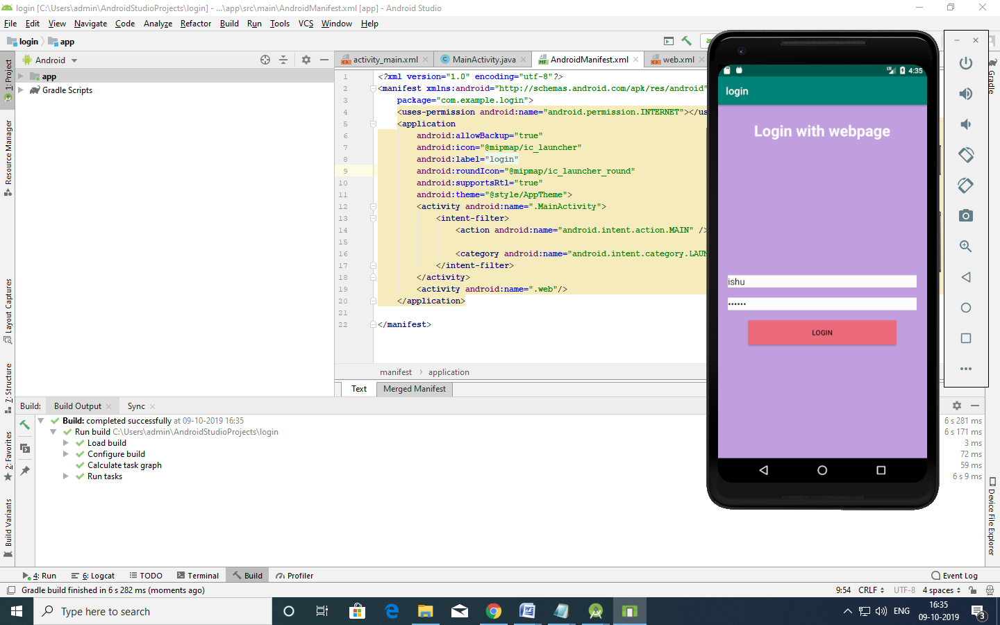 login [C:\Users\admin\AndroidStudioProjects\login] - ...\app\src\main\AndroidManifest.xml [app] - Android Studio
File Edit View Navigate Code Analyze Refactor Build Run Tools VCS Window Help
login app
Android
activity_main.xml MainActivity.java AndroidManifest.xml web.xml
app
Gradle Scripts
1: Project
Resource Manager
Layout Captures
7: Structure
2: Favorites
Build Variants
1 <?xml version="1.0" encoding="utf-8"?>
2 <manifest xmlns:android="http://schemas.android.com/apk/res/android"
3 package="com.example.login">
4 <uses-permission android:name="android.permission.INTERNET"></us
5 <application
6 android:allowBackup="true"
7 android:icon="@mipmap/ic_launcher"
8 android:label="login"
9 android:roundIcon="@mipmap/ic_launcher_round"
10 android:supportsRtl="true"
11 android:theme="@style/AppTheme">
12 <activity android:name=".MainActivity">
13 <intent-filter>
14 <action android:name="android.intent.action.MAIN" />
15
16 <category android:name="android.intent.category.LAUN
17 </intent-filter>
18 </activity>
19 <activity android:name=".web"/>
20 </application>
21
22 </manifest>
manifest application
Text Merged Manifest
LTE 4:35
login
Login with webpage
ishu
••••••
LOGIN
Gradle
Device File Explorer
Build: Build Output Sync
Build: completed successfully at 09-10-2019 16:35 6 s 281 ms
Run build C:\Users\admin\AndroidStudioProjects\login 6 s 171 ms
Load build 3 ms
Configure build 72 ms
Calculate task graph 59 ms
Run tasks 6 s 9 ms
4: Run 6: Logcat TODO Terminal Build Profiler Event Log
Gradle build finished in 6 s 282 ms (moments ago) 9:54 CRLF UTF-8 4 spaces
Type here to search
ENG
16:35
09-10-2019
3